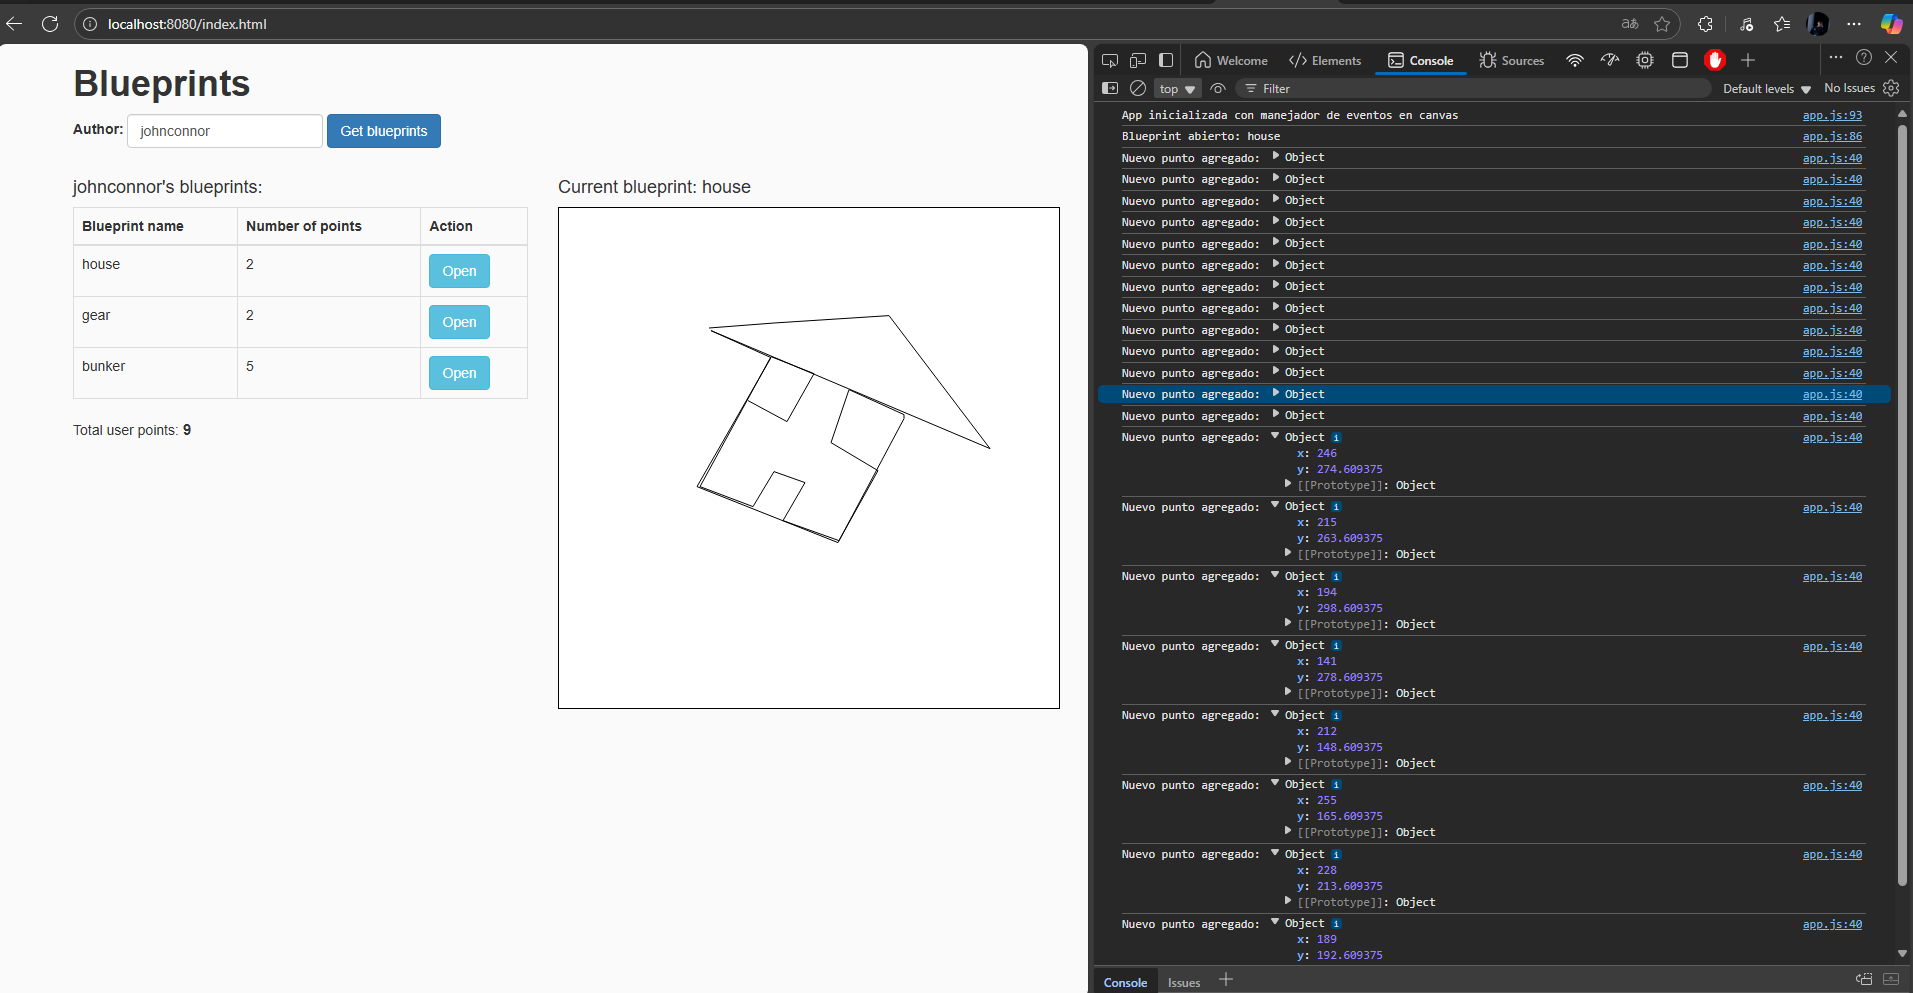 localhost:8080/index.html
Blueprints
Author: johnconnor Get blueprints
johnconnor's blueprints:
Blueprint name Number of points Action
house 2 Open
gear 2 Open
bunker 5 Open
Total user points: 9
Current blueprint: house
Welcome Elements Console Sources
top Filter Default levels No Issues
App inicializada con manejador de eventos en canvas app.js:93
Blueprint abierto: house app.js:86
Nuevo punto agregado: Object app.js:40
Nuevo punto agregado: Object app.js:40
Nuevo punto agregado: Object app.js:40
Nuevo punto agregado: Object app.js:40
Nuevo punto agregado: Object app.js:40
Nuevo punto agregado: Object app.js:40
Nuevo punto agregado: Object app.js:40
Nuevo punto agregado: Object app.js:40
Nuevo punto agregado: Object app.js:40
Nuevo punto agregado: Object app.js:40
Nuevo punto agregado: Object app.js:40
Nuevo punto agregado: Object app.js:40
Nuevo punto agregado: Object app.js:40
Nuevo punto agregado: Object i app.js:40
x: 246
y: 274.609375
[[Prototype]]: Object
Nuevo punto agregado: Object i app.js:40
x: 215
y: 263.609375
[[Prototype]]: Object
Nuevo punto agregado: Object i app.js:40
x: 194
y: 298.609375
[[Prototype]]: Object
Nuevo punto agregado: Object i app.js:40
x: 141
y: 278.609375
[[Prototype]]: Object
Nuevo punto agregado: Object i app.js:40
x: 212
y: 148.609375
[[Prototype]]: Object
Nuevo punto agregado: Object i app.js:40
x: 255
y: 165.609375
[[Prototype]]: Object
Nuevo punto agregado: Object i app.js:40
x: 228
y: 213.609375
[[Prototype]]: Object
Nuevo punto agregado: Object i app.js:40
x: 189
y: 192.609375
Console Issues